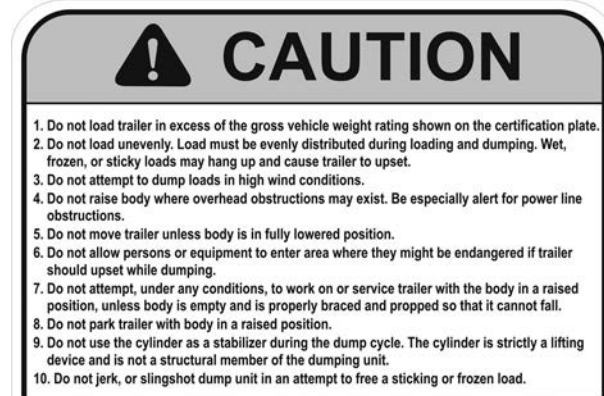 CAUTION
1. Do not load trailer in excess of the gross vehicle weight rating shown on the certification plate.
2. Do not load unevenly. Load must be evenly distributed during loading and dumping. Wet,
frozen, or sticky loads may hang up and cause trailer to upset.
3. Do not attempt to dump loads in high wind conditions.
4. Do not raise body where overhead obstructions may exist. Be especially alert for power line
obstructions.
5. Do not move trailer unless body is in fully lowered position.
6. Do not allow persons or equipment to enter area where they might be endangered if trailer
should upset while dumping.
7. Do not attempt, under any conditions, to work on or service trailer with the body in a raised
position, unless body is empty and is properly braced and propped so that it cannot fall.
8. Do not park trailer with body in a raised position.
9. Do not use the cylinder as a stabilizer during the dump cycle. The cylinder is strictly a lifting
device and is not a structural member of the dumping unit.
10. Do not jerk, or slingshot dump unit in an attempt to free a sticking or frozen load.